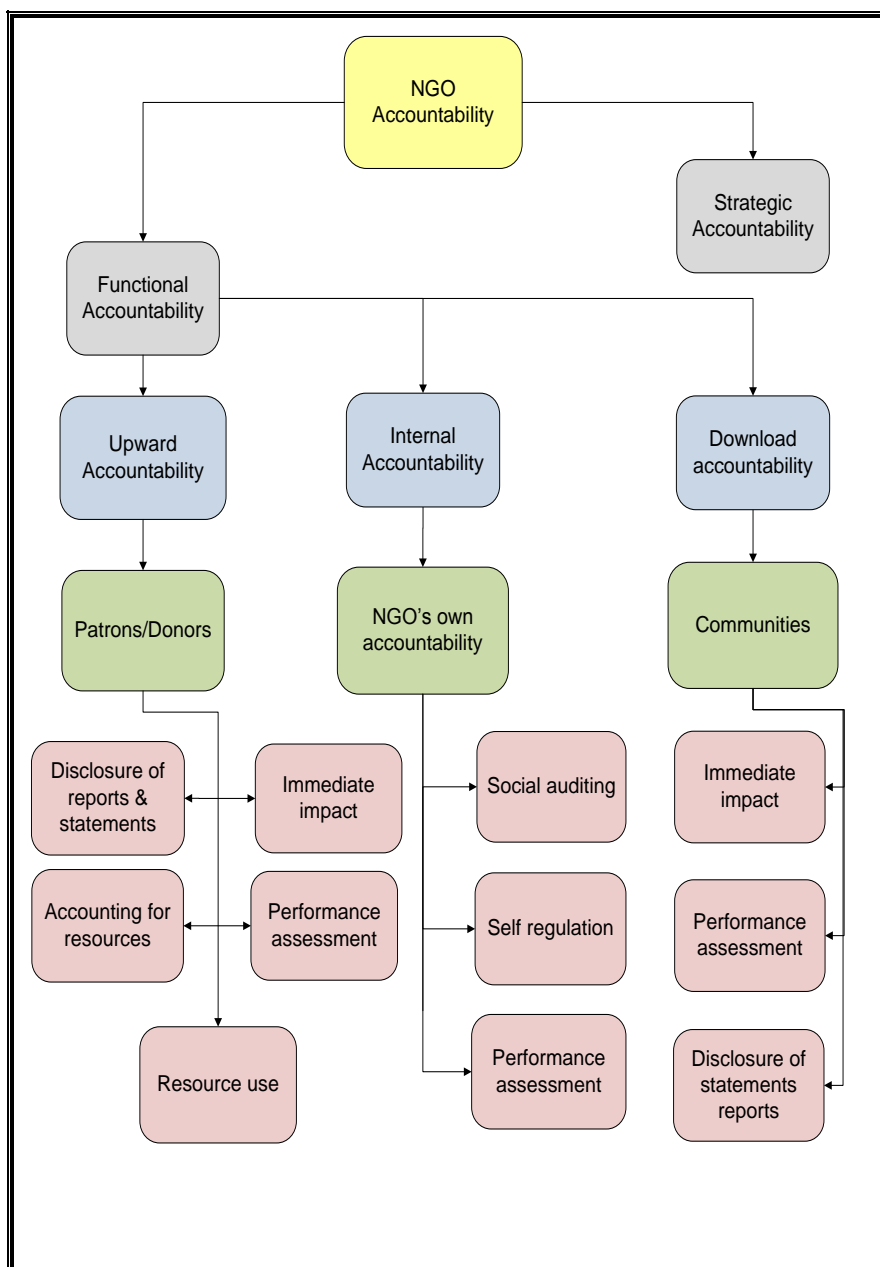 NGO
Accountability
Strategic
Accountability
Functional
Accountability
Upward
Accountability
Internal
Accountability
Download
accountability
Patrons/Donors
NGO's own
accountability
Communities
Disclosure of
reports &
statements
Immediate
impact
Social auditing
Immediate
impact
Accounting for
resources
Performance
assessment
Self regulation
Performance
assessment
Resource use
Performance
assessment
Disclosure of
statements
reports